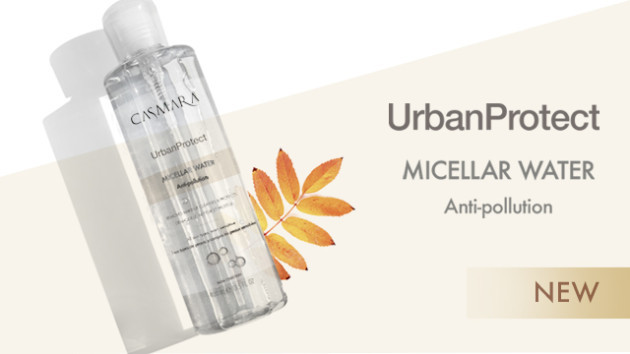 CASMARA
UrbanProtect
MICELLAR WATER
Anti-pollution
UrbanProtect
MICELLAR WATER
Anti-pollution
NEW